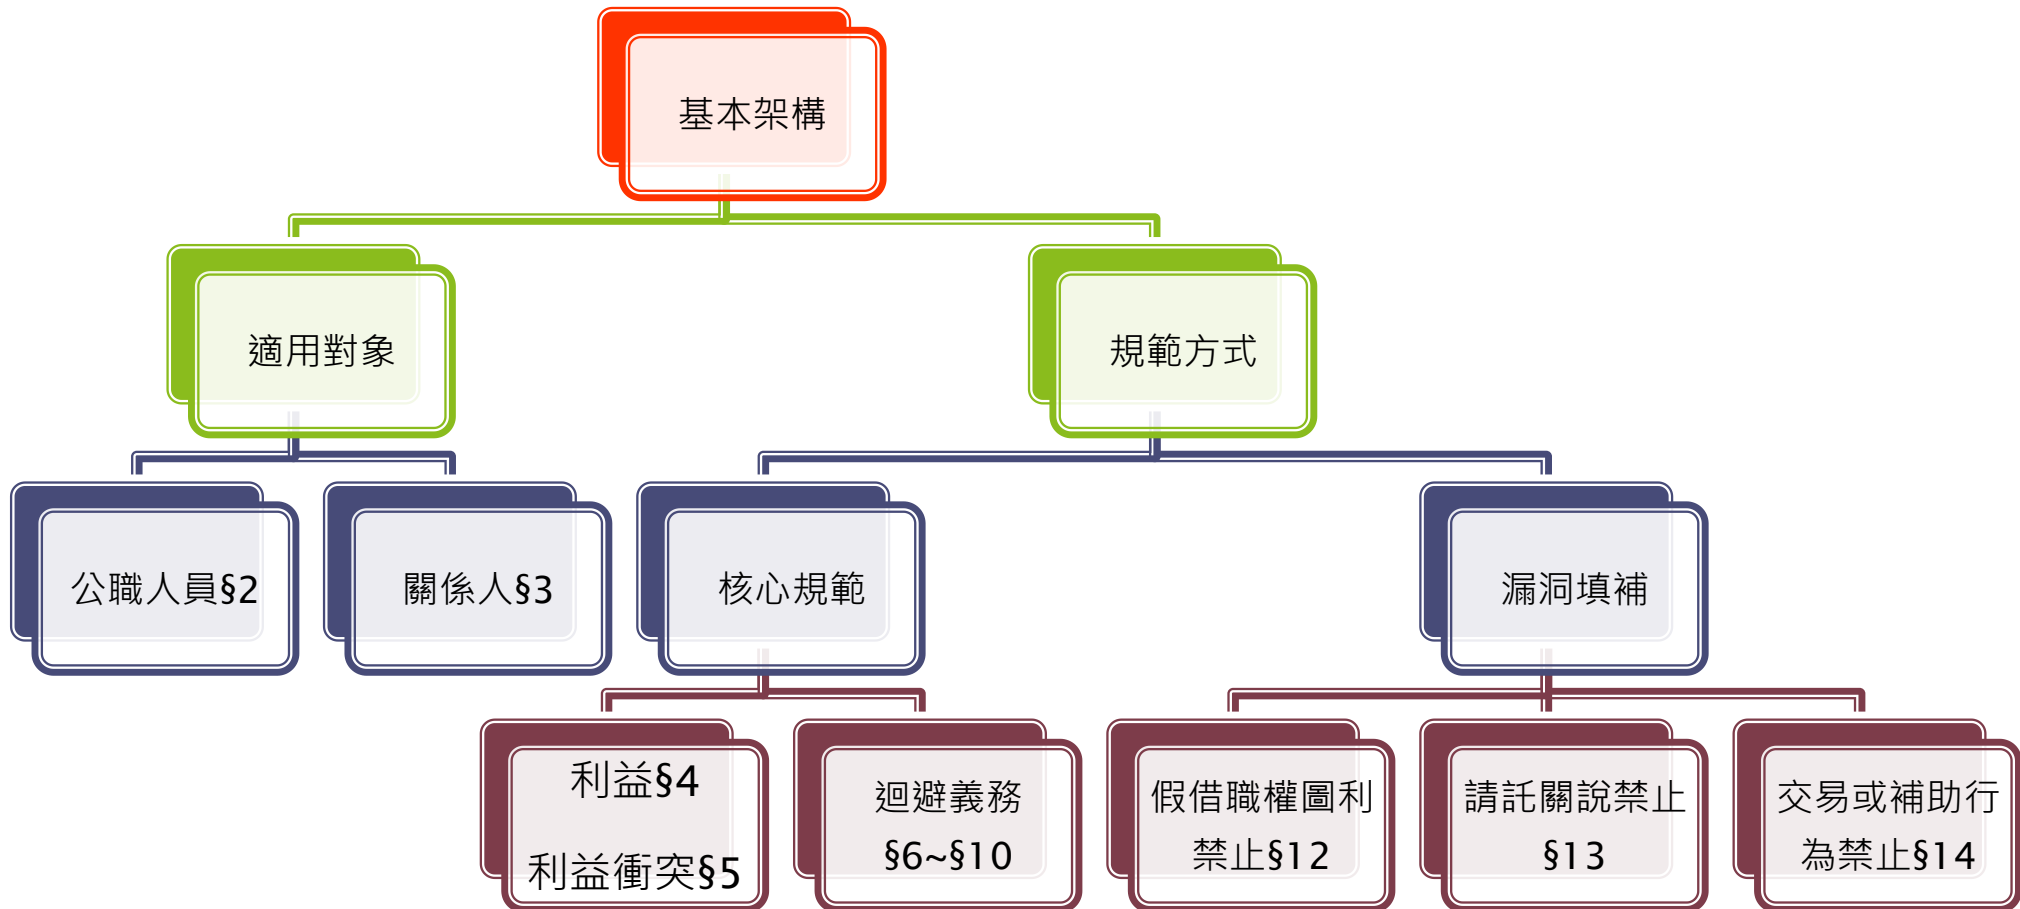 基本架構
適用對象
規範方式
公職人員§2
關係人§3
核心規範
漏洞填補
利益§4
利益衝突§5
迴避義務
§6~§10
假借職權圖利
禁止§12
請託關說禁止
§13
交易或補助行
為禁止§14